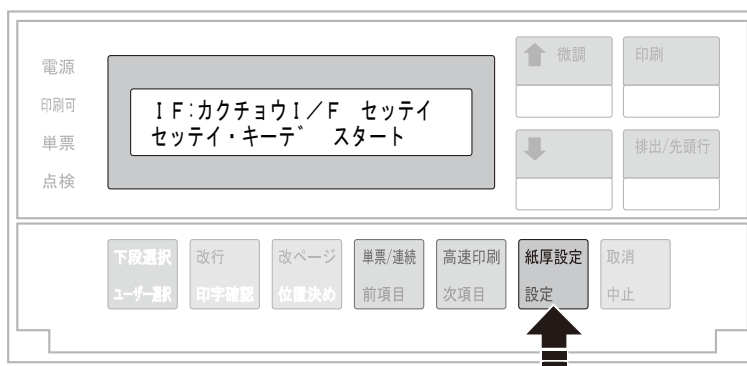 電源
印刷可
単票
点検
IF:カクチョウI/F セッテイ
セッテイ・キーデ スタート
微調
印刷
排出/先頭行
下段選択
改行
改ページ
単票/連続
高速印刷
紙厚設定
取消
ユーザー選択
印字確認
位置決め
前項目
次項目
設定
中止